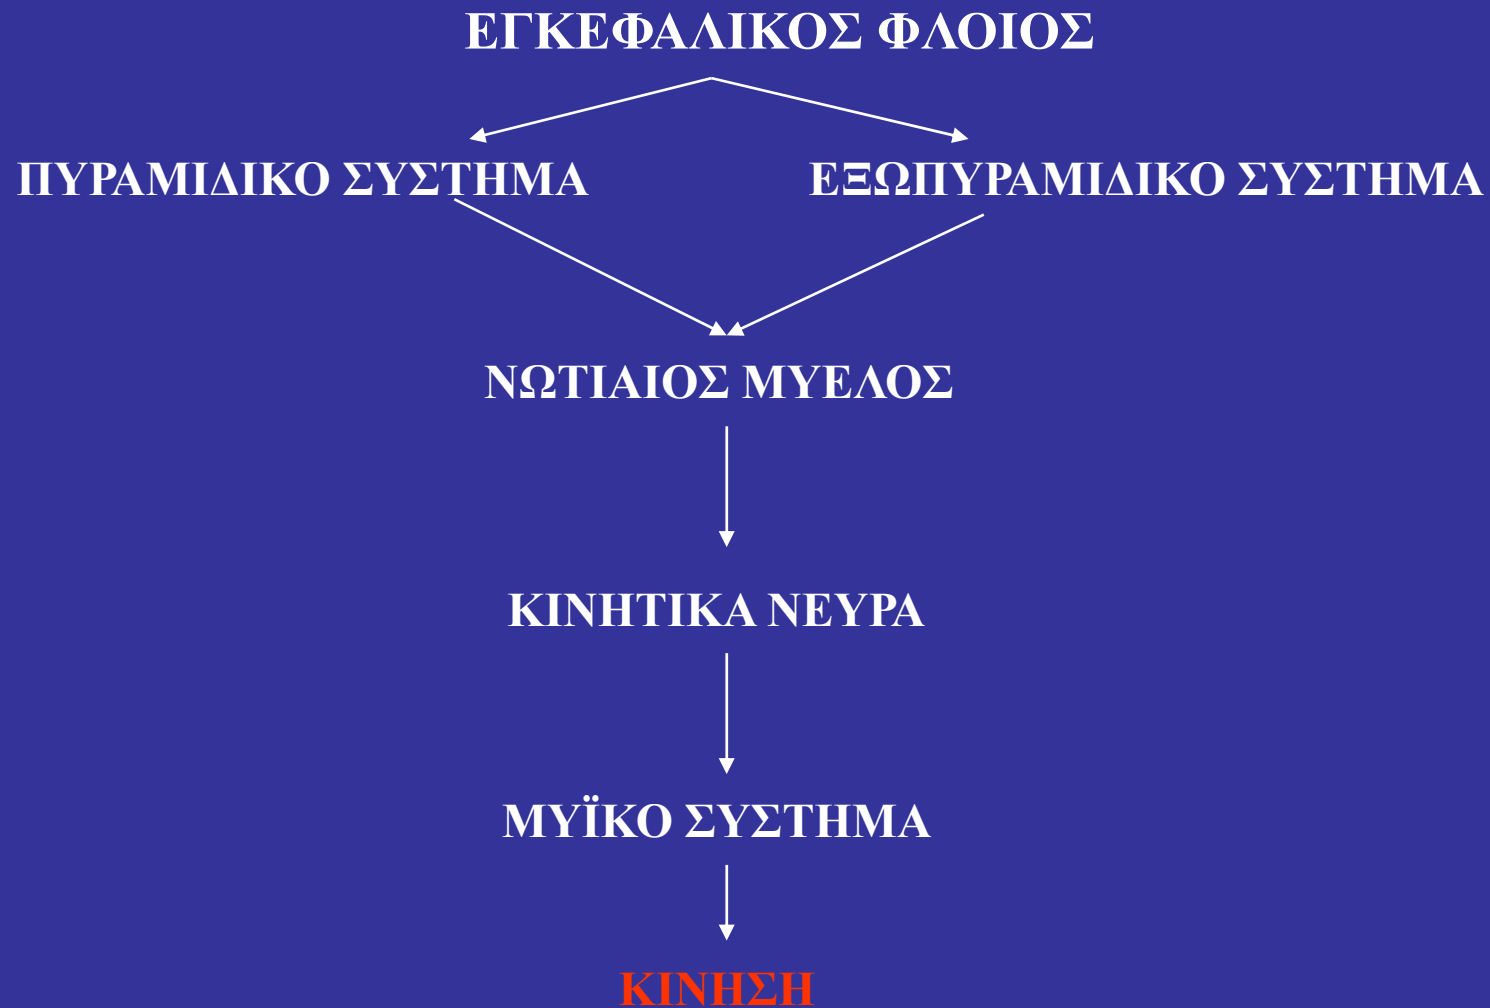 ΕΓΚΕΦΑΛΙΚΟΣ ΦΛΟΙΟΣ
ΠΥΡΑΜΙΔΙΚΟ ΣΥΣΤΗΜΑ ΕΞΩΠΥΡΑΜΙΔΙΚΟ ΣΥΣΤΗΜΑ
ΝΩΤΙΑΙΟΣ ΜΥΕΛΟΣ
ΚΙΝΗΤΙΚΑ ΝΕΥΡΑ
ΜΥΪΚΟ ΣΥΣΤΗΜΑ
ΚΙΝΗΣΗ